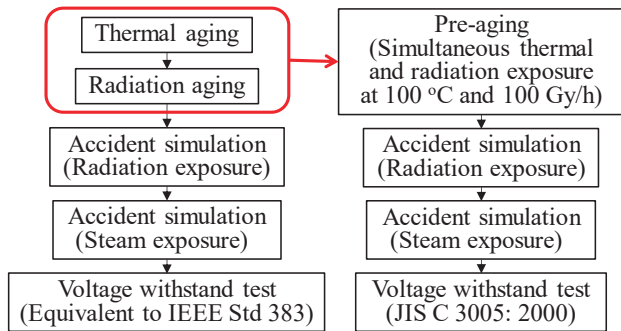 Thermal aging
Radiation aging
Accident simulation
(Radiation exposure)
Accident simulation
(Steam exposure)
Voltage withstand test
(Equivalent to IEEE Std 383)
Pre-aging
(Simultaneous thermal
and radiation exposure
at 100 °C and 100 Gy/h)
Accident simulation
(Radiation exposure)
Accident simulation
(Steam exposure)
Voltage withstand test
(JIS C 3005: 2000)